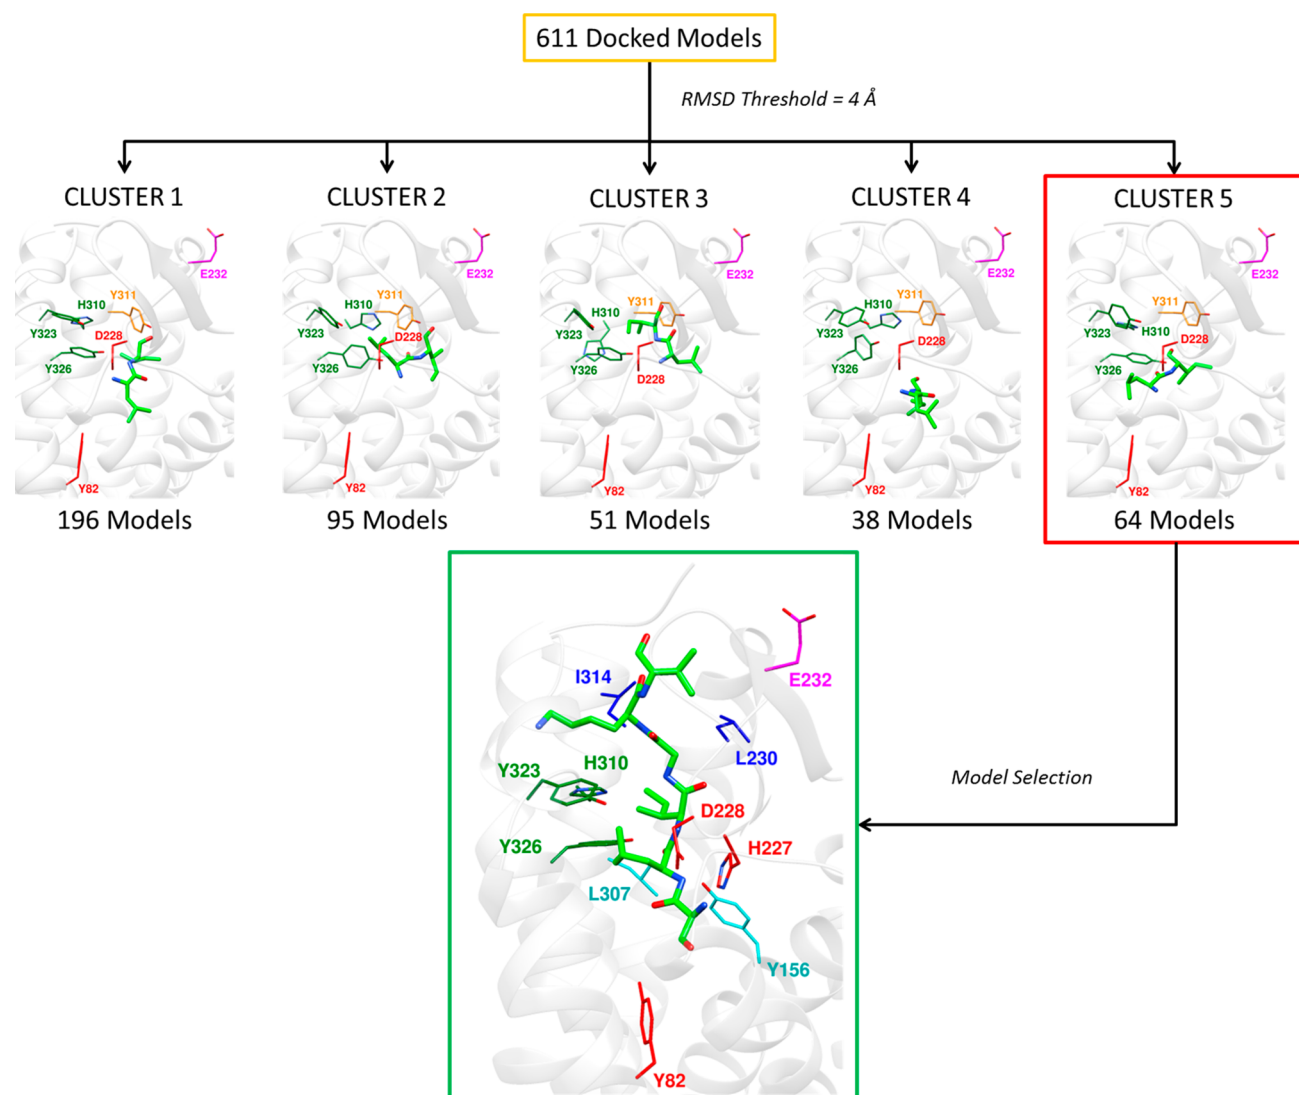 611 Docked Models
RMSD Threshold = 4 Å
CLUSTER 1
CLUSTER 2
CLUSTER 3
CLUSTER 4
CLUSTER 5
E232
Y311
H310
Y323
D228
Y326
Y82
E232
Y311
H310
Y323
D228
Y326
Y82
E232
Y311
H310
Y323
Y326
D228
Y82
E232
Y311
H310
Y323
D228
Y326
Y82
E232
Y311
Y323
H310
D228
Y326
Y82
196 Models
95 Models
51 Models
38 Models
64 Models
I314
E232
L230
H310
Y323
Model Selection
D228
Y326
H227
L307
Y156
Y82